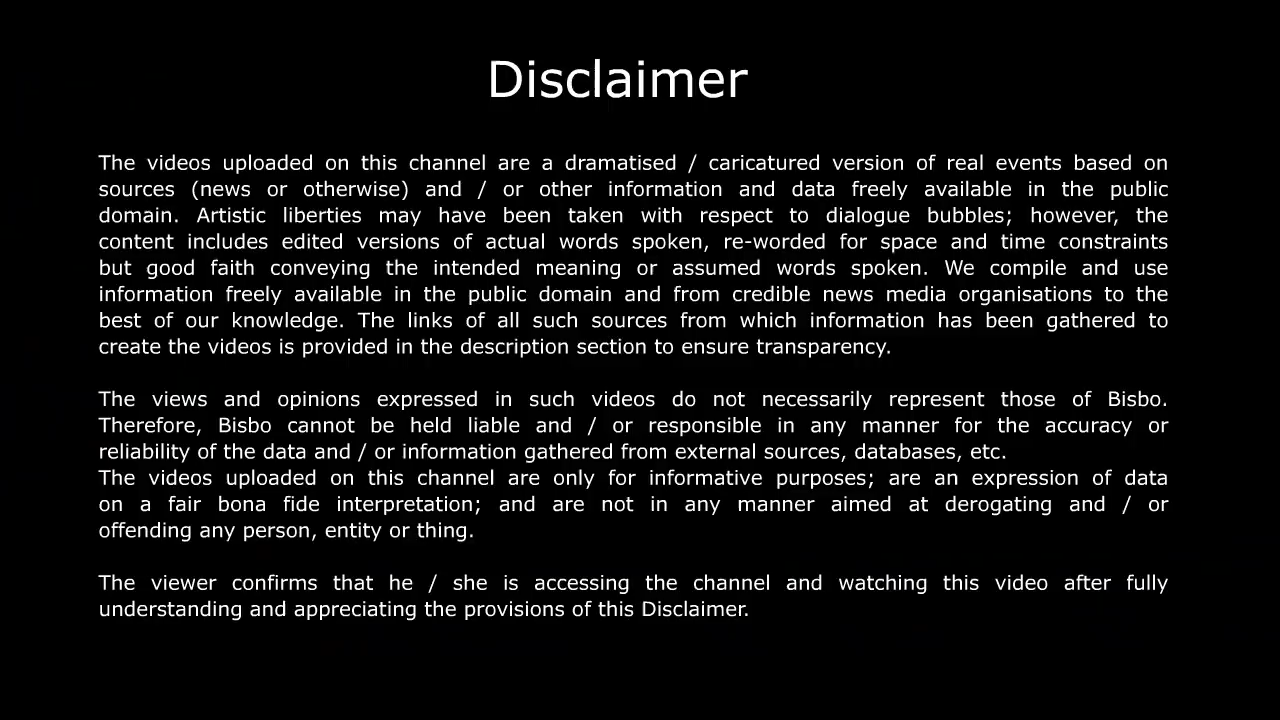 Disclaimer
The videos uploaded on this channel are a dramatised / caricatured version of real events based on
sources (news or otherwise) and / or other information and data freely available in the public
domain. Artistic liberties may have been taken with respect to dialogue bubbles; however, the
content includes edited versions of actual words spoken, re-worded for space and time constraints
but good faith conveying the intended meaning or assumed words spoken. We compile and use
information freely available in the public domain and from credible news media organisations to the
best of our knowledge. The links of all such sources from which information has been gathered to
create the videos is provided in the description section to ensure transparency.
The views and opinions expressed in such videos do not necessarily represent those of Bisbo.
Therefore, Bisbo cannot be held liable and / or responsible in any manner for the accuracy or
reliability of the data and / or information gathered from external sources, databases, etc.
The videos uploaded on this channel are only for informative purposes; are an expression of data
on a fair bona fide interpretation; and are not in any manner aimed at derogating and / or
offending any person, entity or thing.
The viewer confirms that he / she is accessing the channel and watching this video after fully
understanding and appreciating the provisions of this Disclaimer.